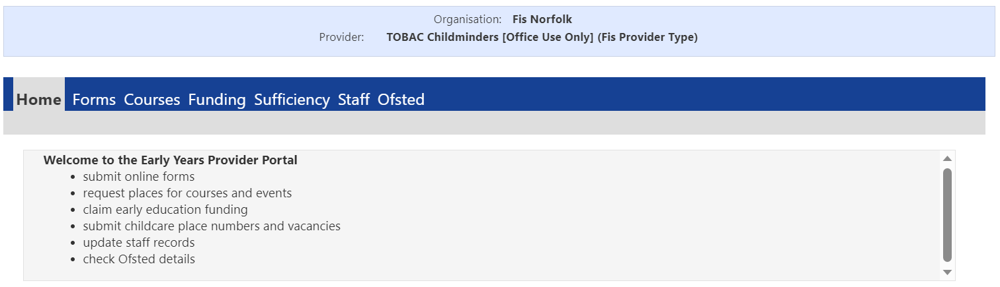 Organisation: Fis Norfolk
Provider: TOBAC Childminders [Office Use Only] (Fis Provider Type)
Home Forms Courses Funding Sufficiency Staff Ofsted
Welcome to the Early Years Provider Portal
• submit online forms
• request places for courses and events
• claim early education funding
• submit childcare place numbers and vacancies
• update staff records
• check Ofsted details